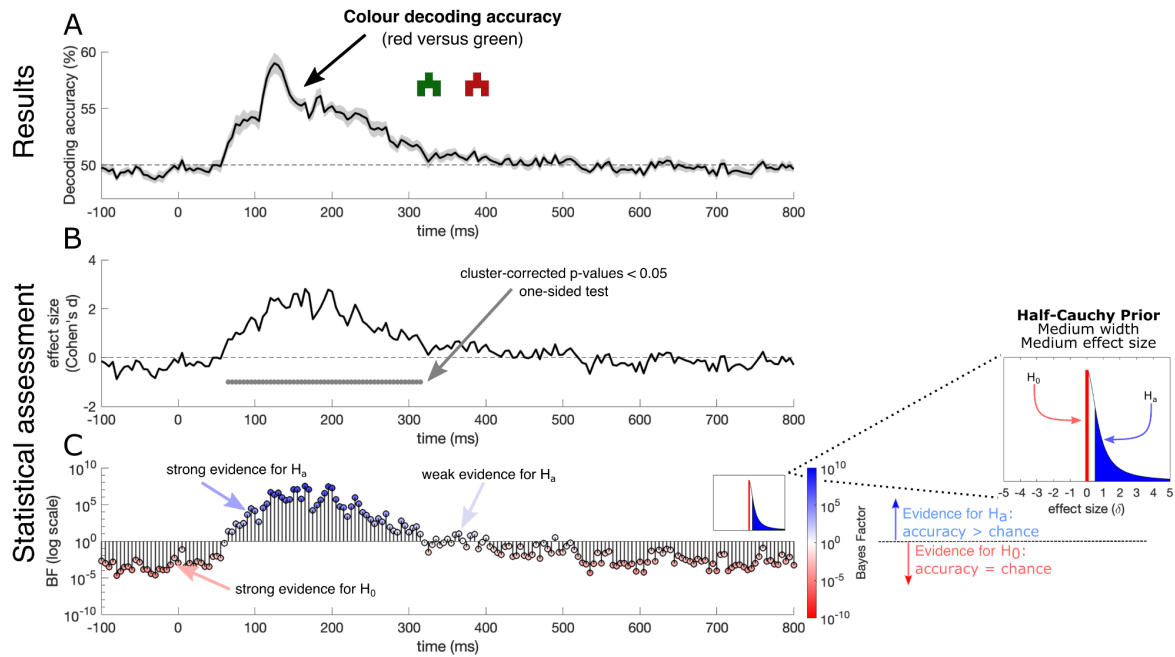 Results
A
Colour decoding accuracy
(red versus green)
Decoding accuracy (%)
60
55
50
-100 0 100 200 300 400 500 600 700 800
time (ms)
Statistical assessment
B
effect size
(Cohen's d)
4
2
0
-2
cluster-corrected p-values < 0.05
one-sided test
-100 0 100 200 300 400 500 600 700 800
time (ms)
C
BF (log scale)
10^10
10^5
10^0
10^-5
10^-10
strong evidence for Ha
weak evidence for Ha
strong evidence for H0
-100 0 100 200 300 400 500 600 700 800
time (ms)
10^10
10^5
10^0
10^-5
10^-10
Bayes Factor
Half-Cauchy Prior
Medium width
Medium effect size
H0
Ha
-5 -4 -3 -2 -1 0 1 2 3 4 5
effect size (δ)
Evidence for Ha:
accuracy > chance
Evidence for H0:
accuracy = chance